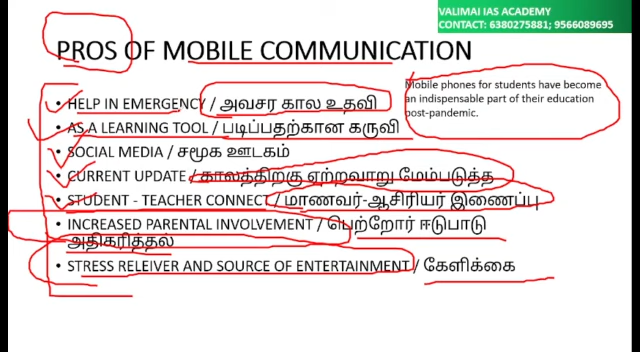 VALIMAI IAS ACADEMY
CONTACT: 6380275881; 9566089695
PROS OF MOBILE COMMUNICATION
Mobile phones for students have become
an indispensable part of their education
post-pandemic.
• HELP IN EMERGENCY / அவசர கால உதவி
• AS A LEARNING TOOL / படிப்பதற்கான கருவி
• SOCIAL MEDIA / சமூக ஊடகம்
• CURRENT UPDATE / காலத்திற்கு ஏற்றவாறு மேம்படுத்த
• STUDENT - TEACHER CONNECT / மாணவர்-ஆசிரியர் இணைப்பு
• INCREASED PARENTAL INVOLVEMENT / பெற்றோர் ஈடுபாடு
அதிகரித்தல்
• STRESS RELEIVER AND SOURCE OF ENTERTAINMENT / கேளிக்கை